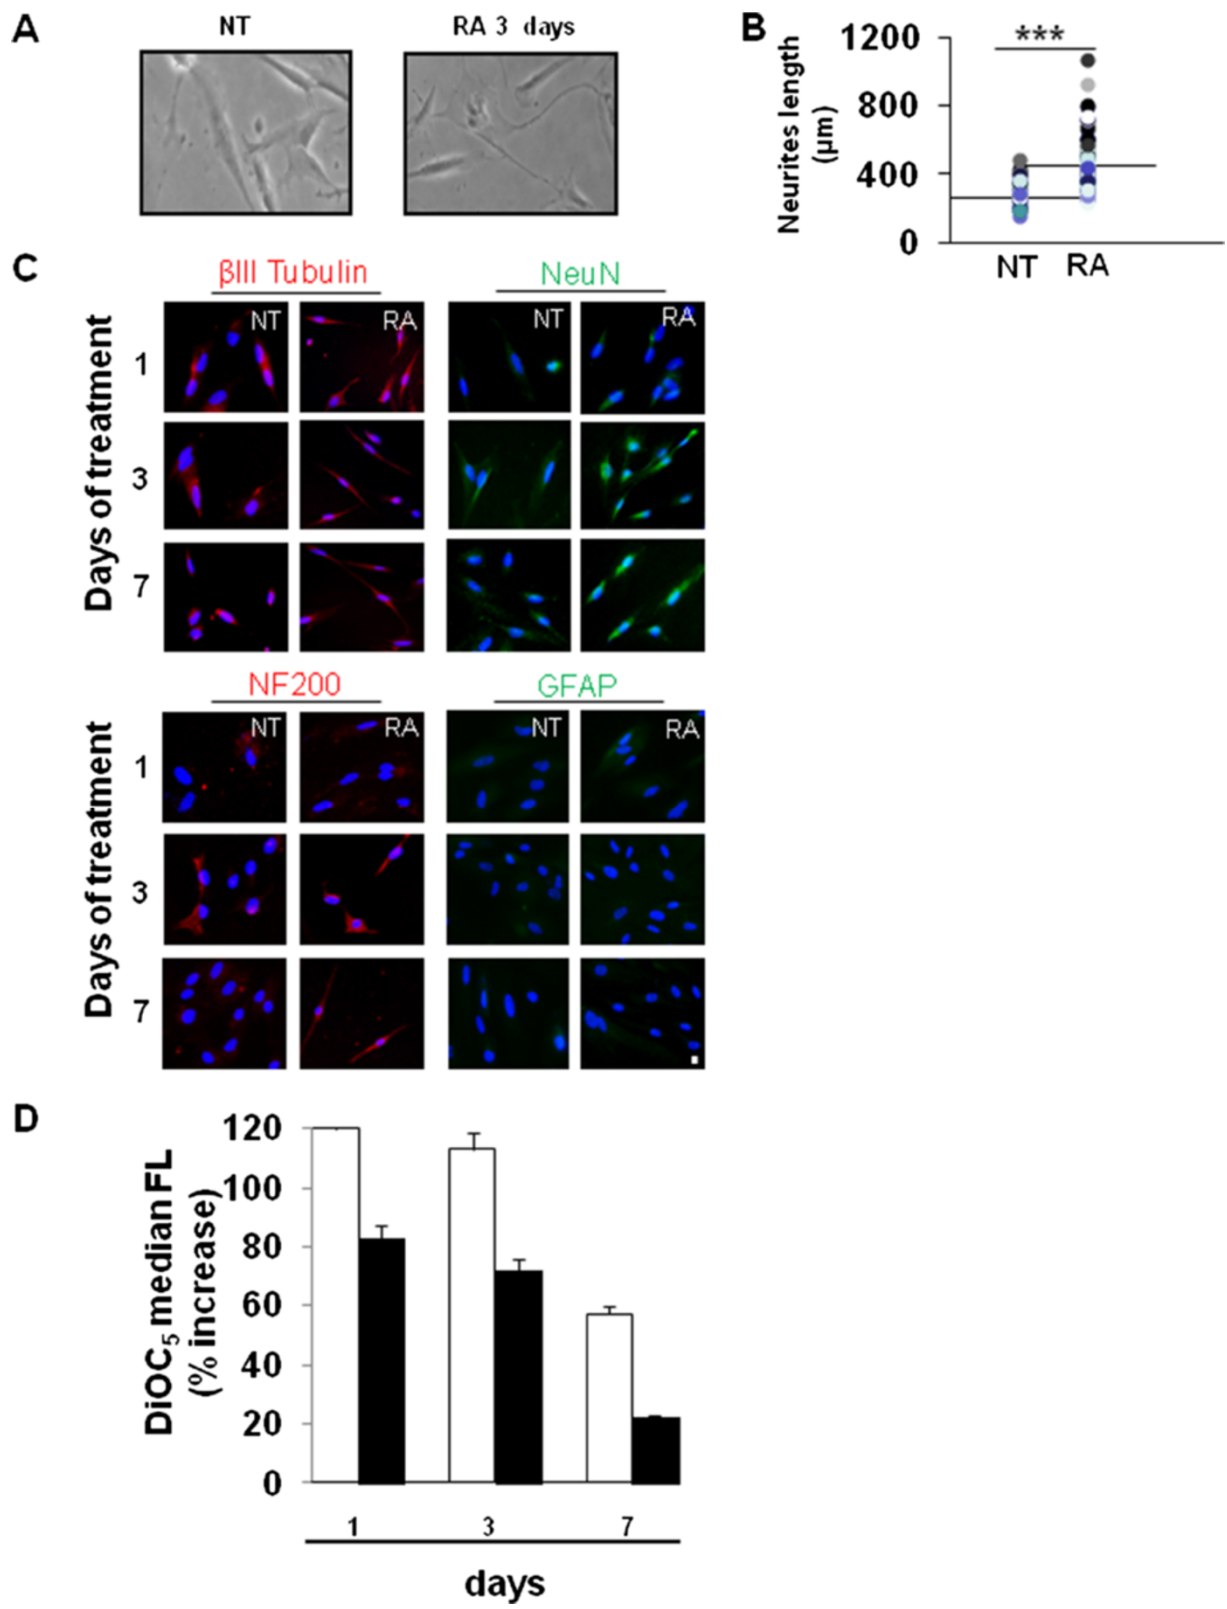 A
NT
RA 3 days
B
***
Neurites length
(μm)
1200
800
400
0
NT
RA
C
βIII Tubulin
NeuN
Days of treatment
NT
RA
NT
RA
1
3
7
NF200
GFAP
Days of treatment
NT
RA
NT
RA
1
3
7
D
DiOC5 median FL
(% increase)
120
100
80
60
40
20
0
1
3
7
days